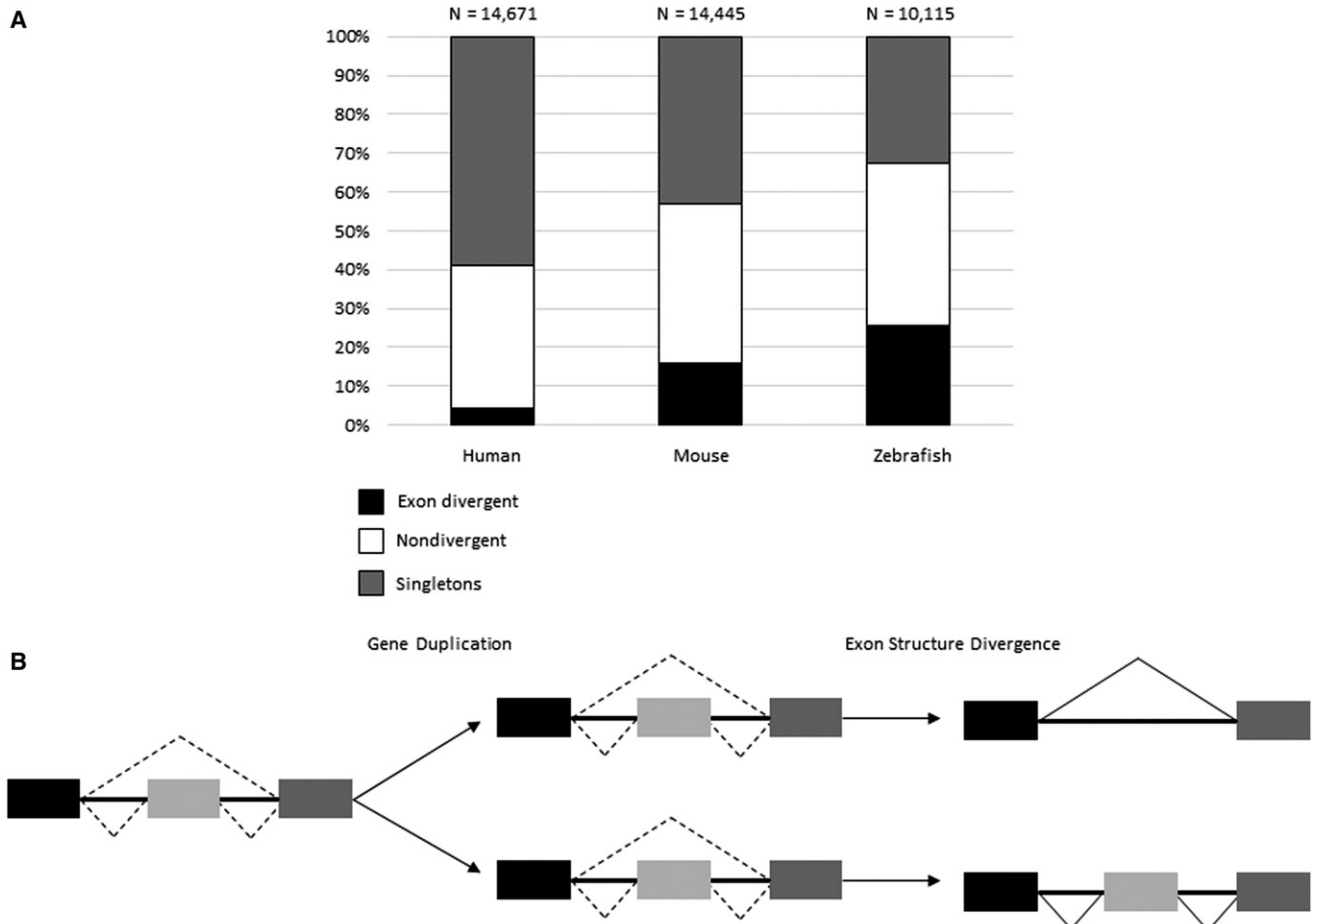 A
N = 14,671 N = 14,445 N = 10,115
100%
90%
80%
70%
60%
50%
40%
30%
20%
10%
0%
Human Mouse Zebrafish
Exon divergent
Nondivergent
Singletons
B
Gene Duplication Exon Structure Divergence